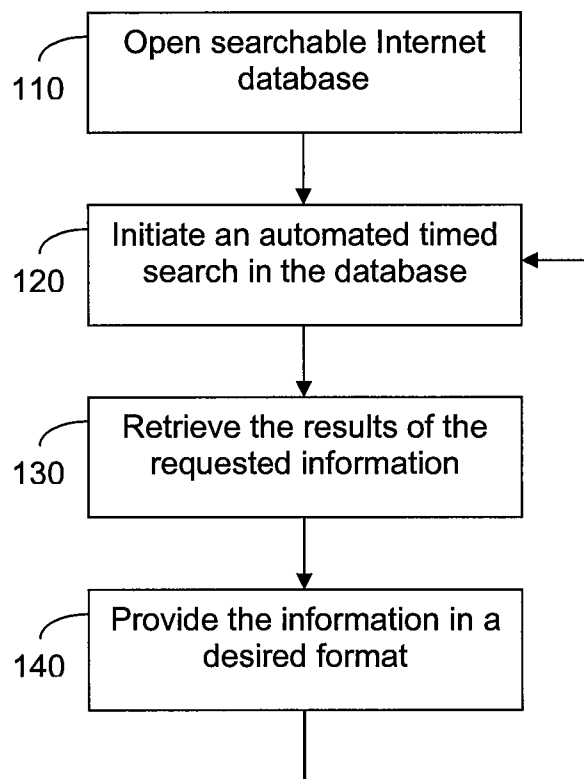 Open searchable Internet
database
110
Initiate an automated timed
search in the database
120
Retrieve the results of the
requested information
130
Provide the information in a
desired format
140